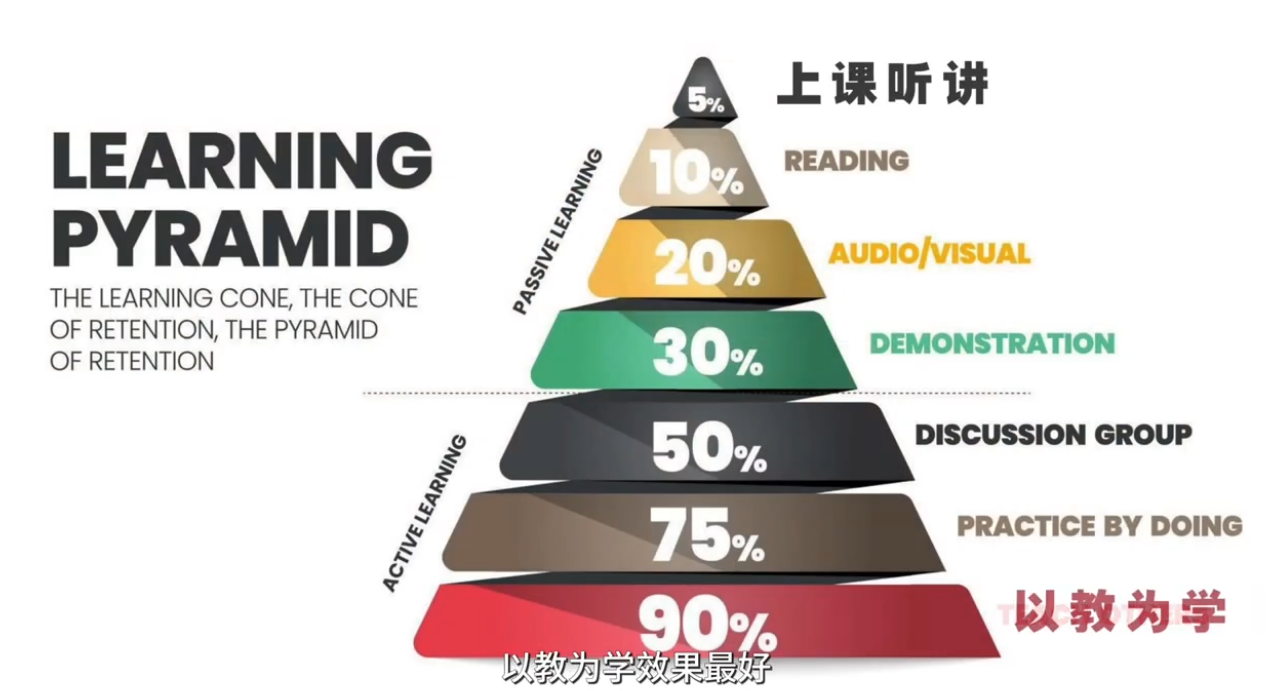 LEARNING
PYRAMID
THE LEARNING CONE, THE CONE
OF RETENTION, THE PYRAMID
OF RETENTION
PASSIVE LEARNING
ACTIVE LEARNING
5%
上课听讲
10%
READING
20%
AUDIO/VISUAL
30%
DEMONSTRATION
50%
DISCUSSION GROUP
75%
PRACTICE BY DOING
90%
以教为学
以教为学效果最好